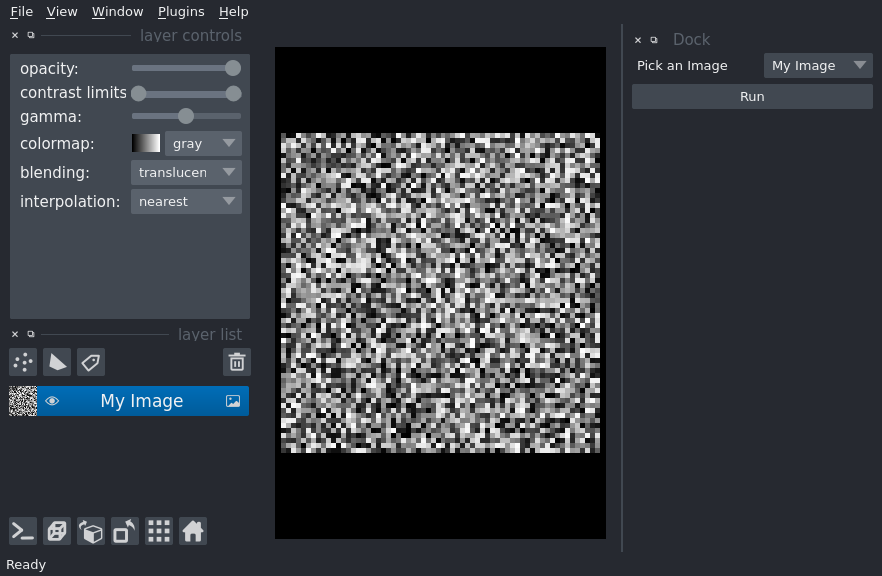 File View Window Plugins Help
layer controls
opacity:
contrast limits
gamma:
colormap: gray
blending: translucen
interpolation: nearest
layer list
My Image
Ready
Dock
Pick an Image My Image
Run